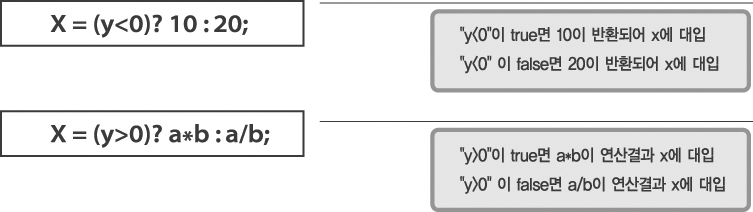 X = (y<0)? 10 : 20;
"y<0"이 true면 10이 반환되어 x에 대입
"y<0" 이 false면 20이 반환되어 x에 대입
X = (y>0)? a*b : a/b;
"y>0"이 true면 a*b이 연산결과 x에 대입
"y>0" 이 false면 a/b이 연산결과 x에 대입